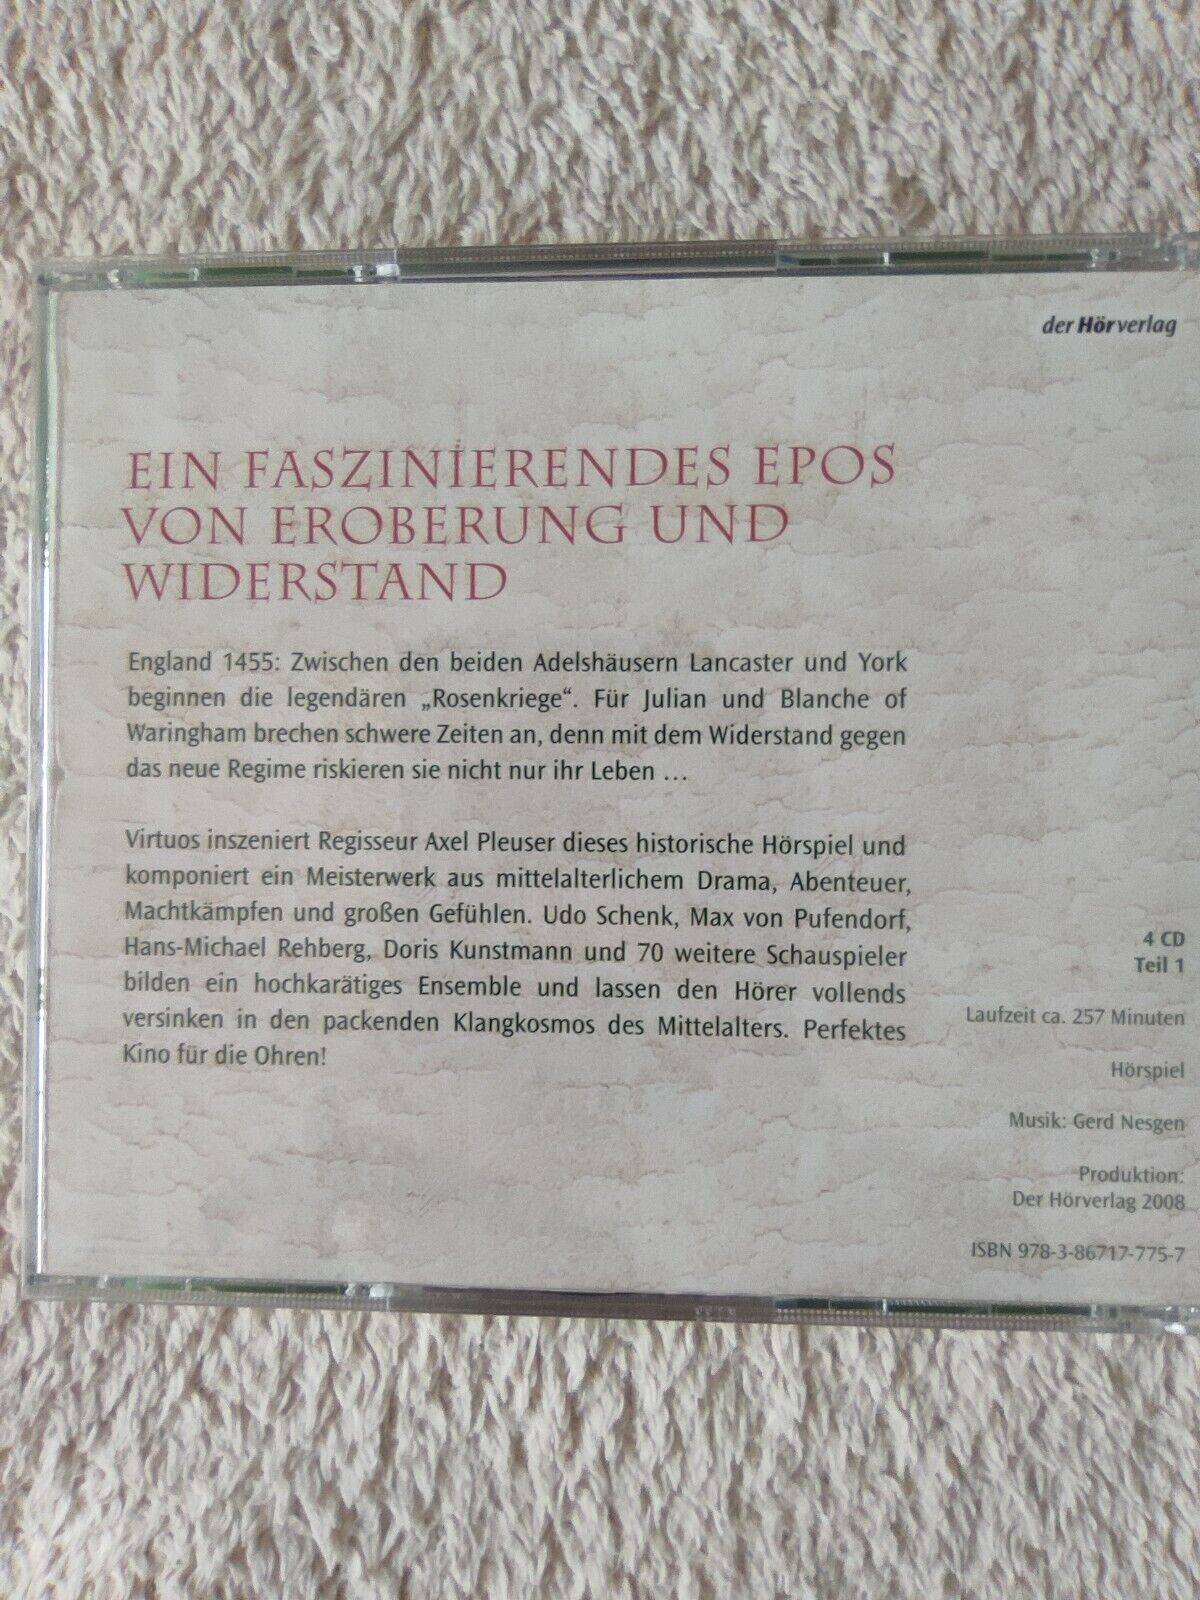 der Hörverlag
EIN FASZINIERENDES EPOS
VON EROBERUNG UND
WIDERSTAND
England 1455: Zwischen den beiden Adelshäusern Lancaster und York
beginnen die legendären „Rosenkriege“. Für Julian und Blanche of
Waringham brechen schwere Zeiten an, denn mit dem Widerstand gegen
das neue Regime riskieren sie nicht nur ihr Leben …
Virtuos inszeniert Regisseur Axel Pleuser dieses historische Hörspiel und
komponiert ein Meisterwerk aus mittelalterlichem Drama, Abenteuer,
Machtkämpfen und großen Gefühlen. Udo Schenk, Max von Pufendorf,
Hans-Michael Rehberg, Doris Kunstmann und 70 weitere Schauspieler
bilden ein hochkarätiges Ensemble und lassen den Hörer vollends
versinken in den packenden Klangkosmos des Mittelalters. Perfektes
Kino für die Ohren!
4 CD
Teil 1
Laufzeit ca. 257 Minuten
Hörspiel
Musik: Gerd Nesgen
Produktion:
Der Hörverlag 2008
ISBN 978-3-86717-775-7